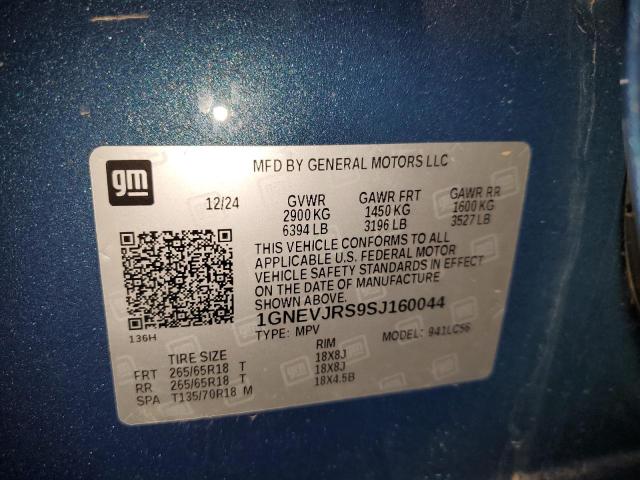 gm
MFD BY GENERAL MOTORS LLC
12/24 GVWR GAWR FRT GAWR RR
2900 KG 1450 KG 1600 KG
6394 LB 3196 LB 3527 LB
THIS VEHICLE CONFORMS TO ALL
APPLICABLE U.S. FEDERAL MOTOR
VEHICLE SAFETY STANDARDS IN EFFECT
ON THE DATE OF MANUFACTURE
SHOWN ABOVE.
1GNEVJRS9SJ160044
136H TYPE: MPV MODEL: 941LC56
TIRE SIZE RIM
FRT 265/65R18 T 18X8J
RR 265/65R18 T 18X8J
SPA T135/70R18 M 18X4.5B